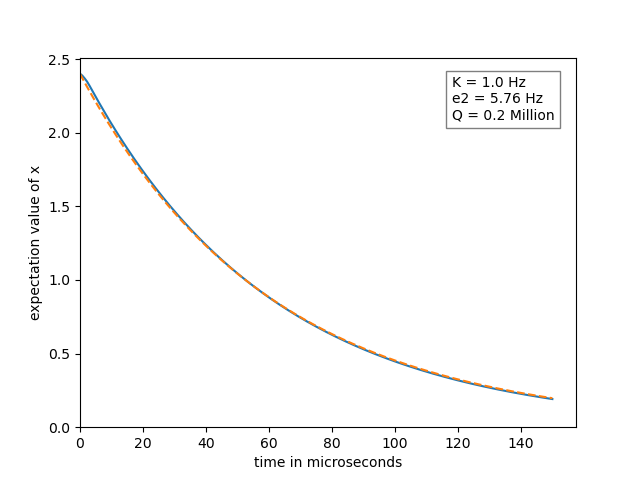 2.5
2.0
1.5
1.0
0.5
0.0
0 20 40 60 80 100 120 140
expectation value of x
time in microseconds
K = 1.0 Hz
e2 = 5.76 Hz
Q = 0.2 Million